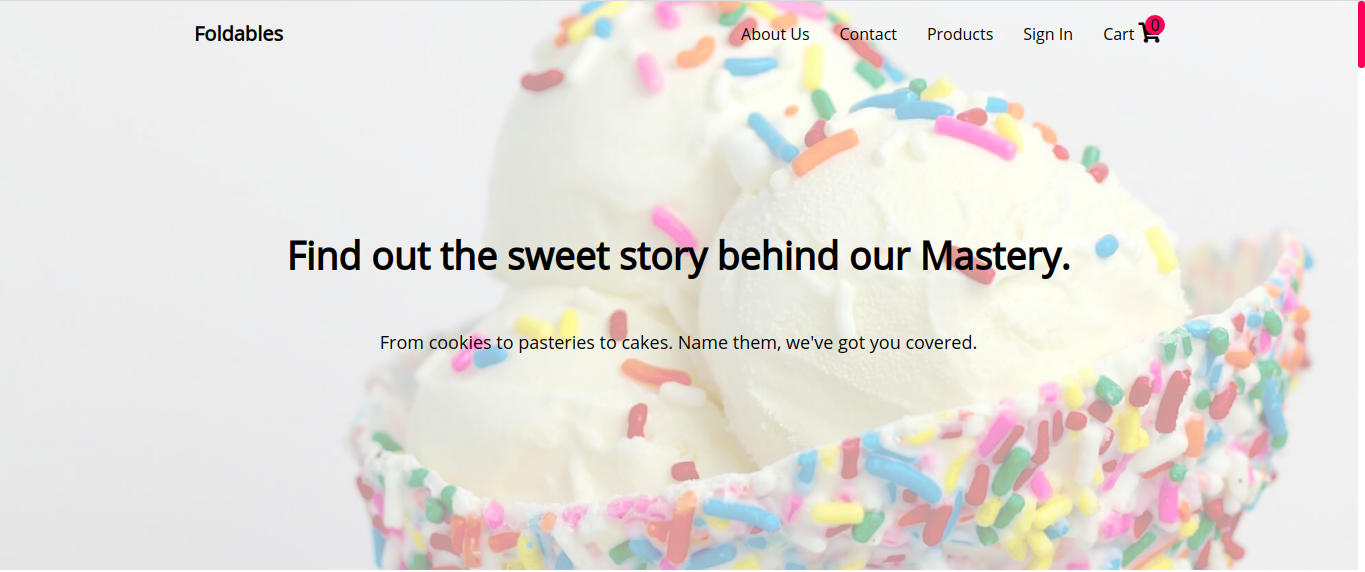 Foldables
About Us Contact Products Sign In Cart 0
Find out the sweet story behind our Mastery.
From cookies to pasteries to cakes. Name them, we've got you covered.